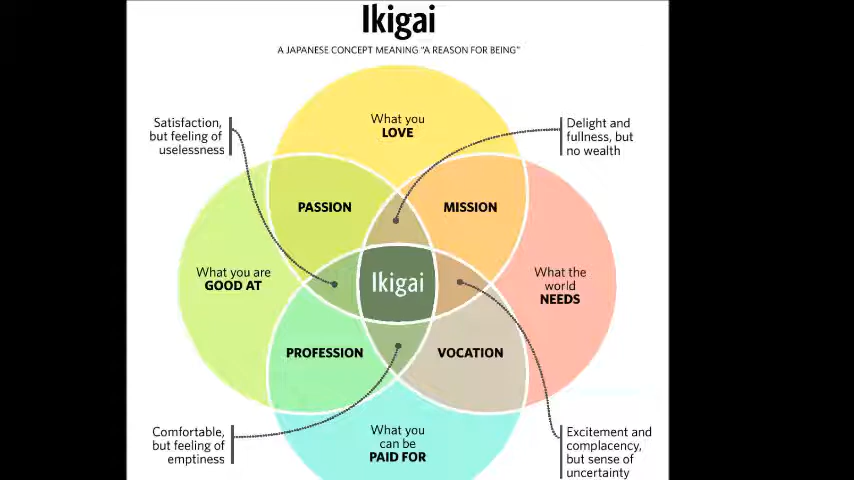 Ikigai
A JAPANESE CONCEPT MEANING “A REASON FOR BEING”
Satisfaction,
but feeling of
uselessness
What you
LOVE
Delight and
fullness, but
no wealth
PASSION
MISSION
What you are
GOOD AT
Ikigai
What the
world
NEEDS
PROFESSION
VOCATION
Comfortable,
but feeling of
emptiness
What you
can be
PAID FOR
Excitement and
complacency,
but sense of
uncertainty